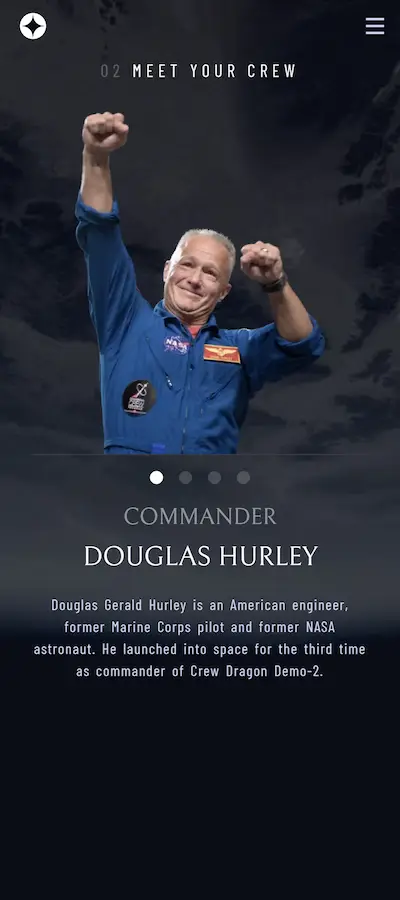 02 MEET YOUR CREW
NASA
COMMANDER
DOUGLAS HURLEY
Douglas Gerald Hurley is an American engineer,
former Marine Corps pilot and former NASA
astronaut. He launched into space for the third time
as commander of Crew Dragon Demo-2.